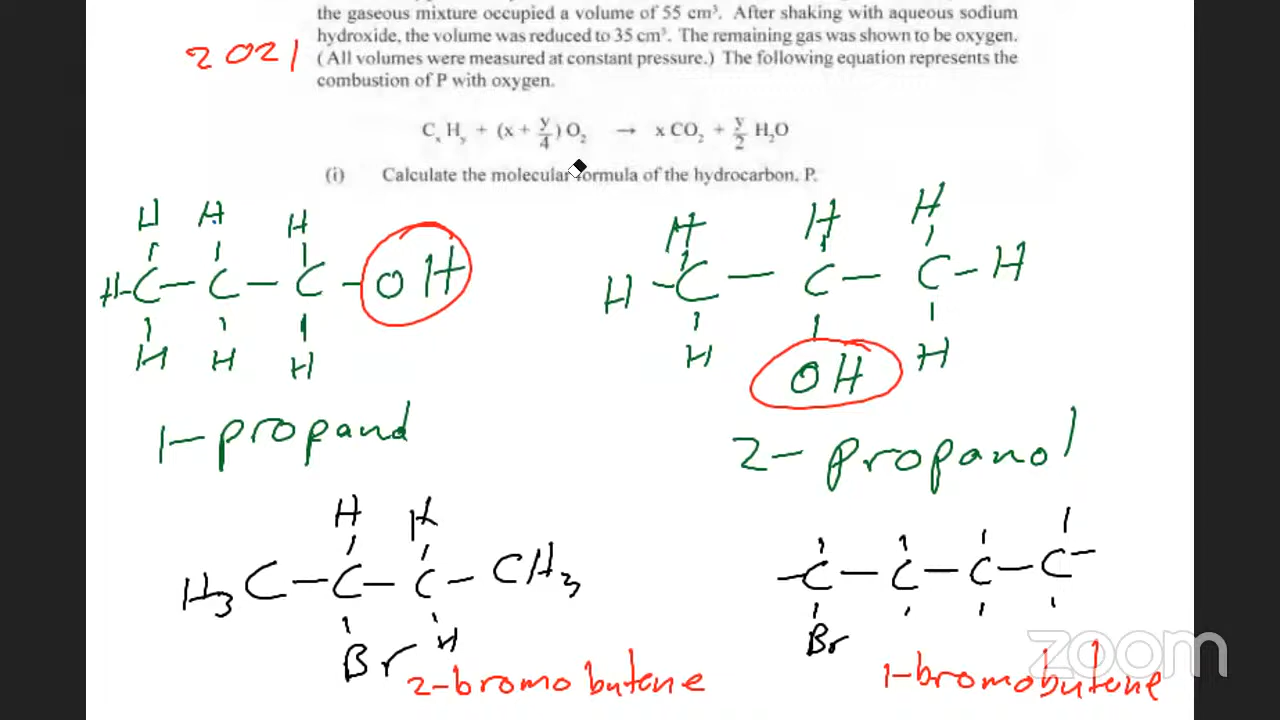 the gaseous mixture occupied a volume of 55 cm³. After shaking with aqueous sodium
2021
hydroxide, the volume was reduced to 35 cm³. The remaining gas was shown to be oxygen.
(All volumes were measured at constant pressure.) The following equation represents the
combustion of P with oxygen.
CₓHᵧ + (x + y/4) O₂ → x CO₂ + y/2 H₂O
(i) Calculate the molecular formula of the hydrocarbon. P.
H H H H H H
H-C-C-C-OH H-C-C-C-H
H H H H OH H
1-propanol 2-propanol
H H
H₃C-C-C-CH₃ -C-C-C-C-
Br H Br
2-bromobutene 1-bromobutene
zoom